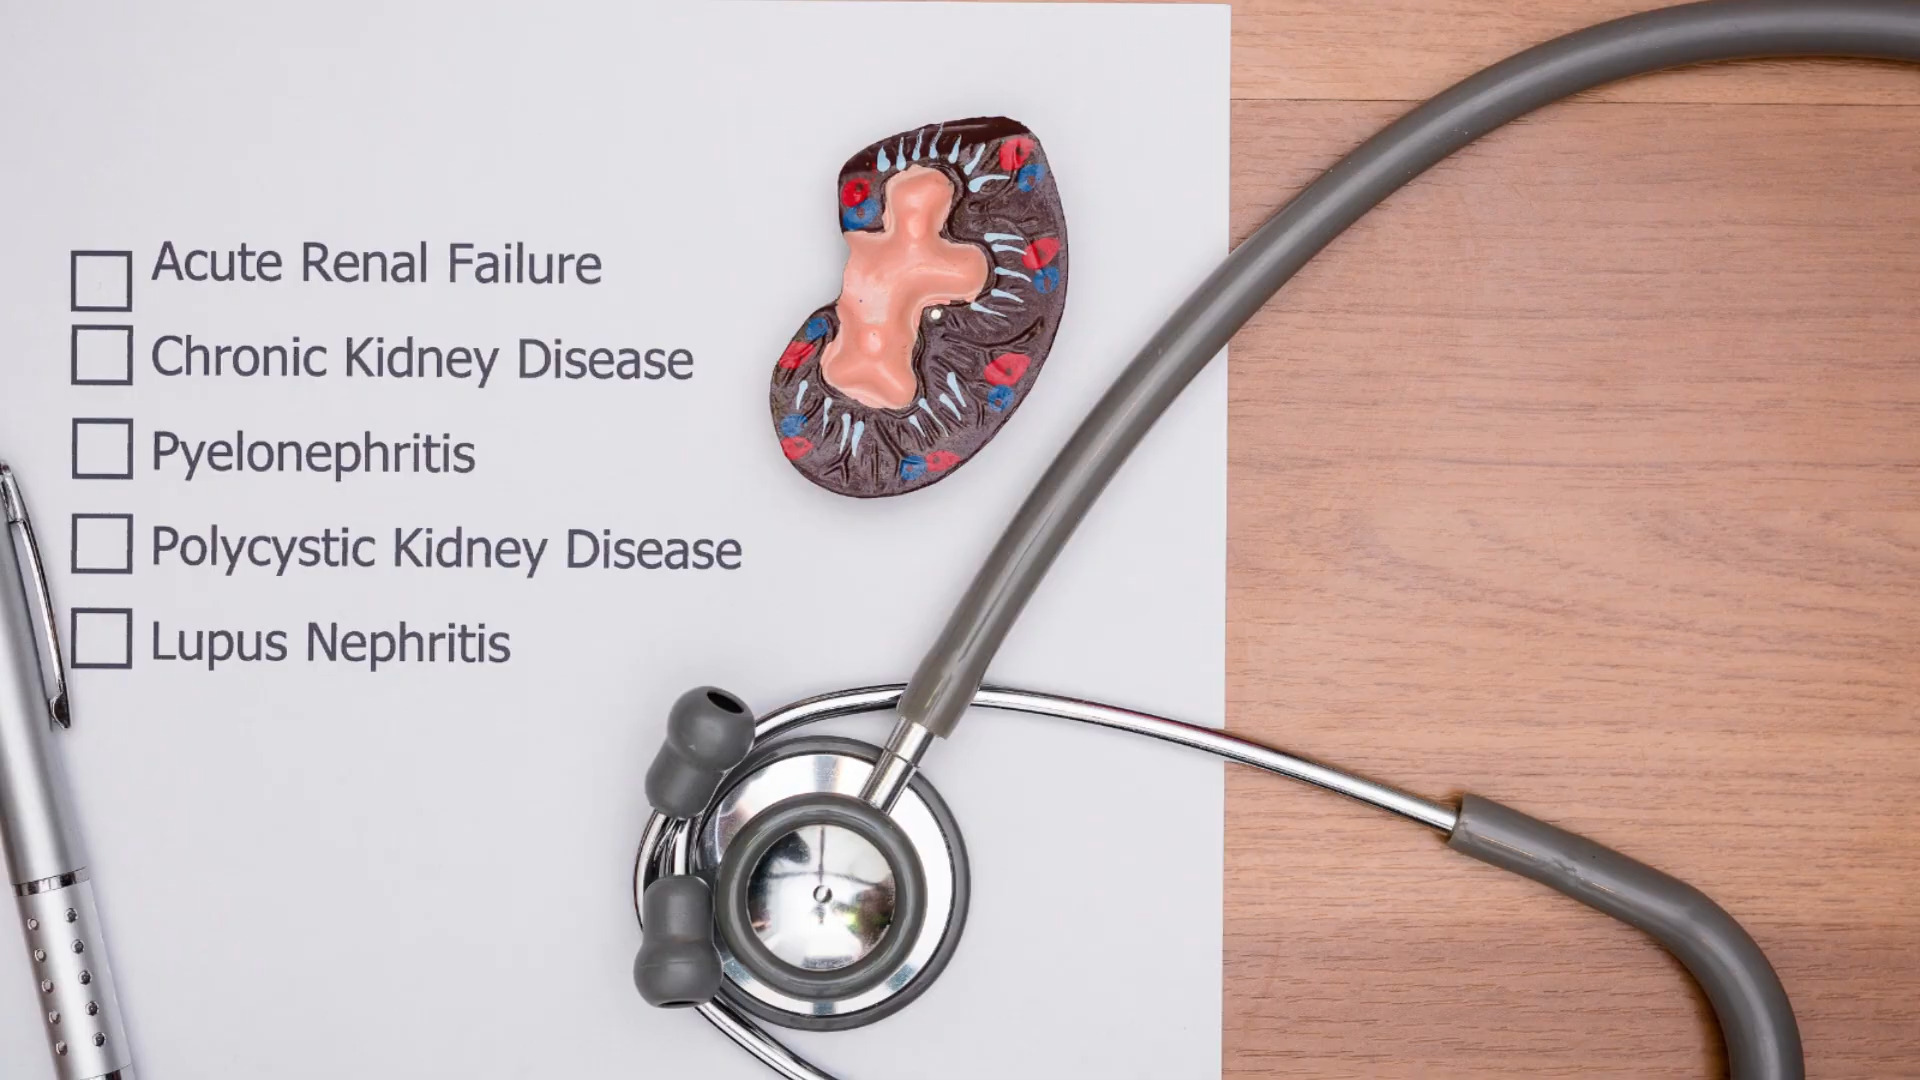 Acute Renal Failure
Chronic Kidney Disease
Pyelonephritis
Polycystic Kidney Disease
Lupus Nephritis